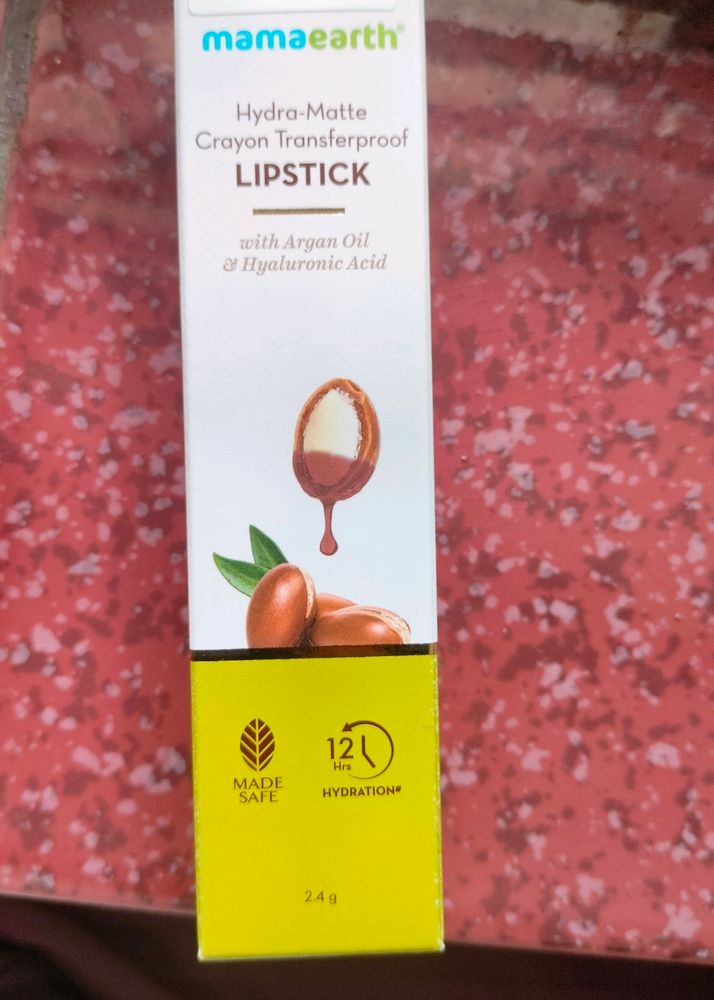 mamaearth®
Hydra-Matte
Crayon Transferproof
LIPSTICK
with Argan Oil
& Hyaluronic Acid
12
Hrs
MADE
SAFE
HYDRATION#
2.4 g